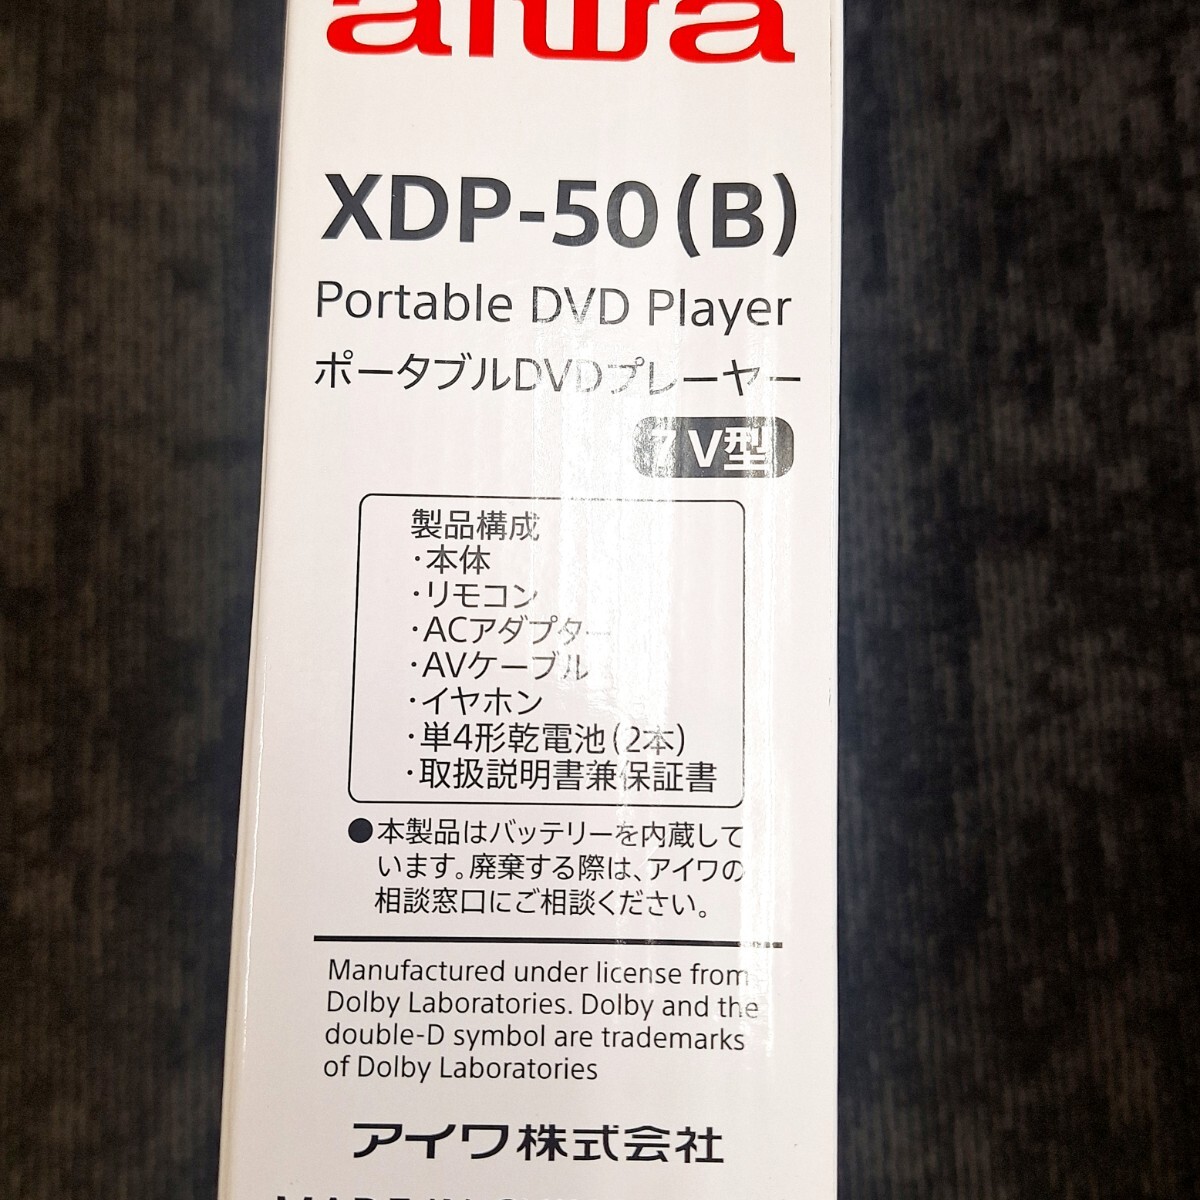 aiwa
XDP-50(B)
Portable DVD Player
ポータブルDVDプレーヤー
7V型
製品構成
・本体
・リモコン
・ACアダプター
・AVケーブル
・イヤホン
・単4形乾電池(2本)
・取扱説明書兼保証書
●本製品はバッテリーを内蔵して
います。廃棄する際は、アイワの
相談窓口にご相談ください。
Manufactured under license from
Dolby Laboratories. Dolby and the
double-D symbol are trademarks
of Dolby Laboratories
アイワ株式会社
MADE IN